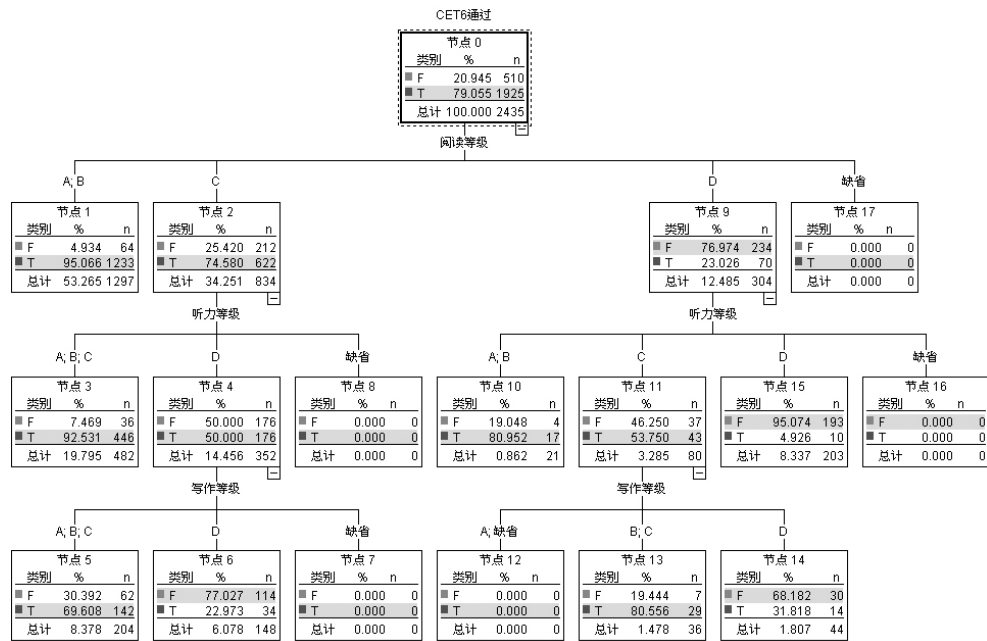 CET6通过
节点 0
类别 % n
F 20.945 510
T 79.055 1925
总计 100.000 2435
阅读等级
A; B C D 缺省
节点 1
类别 % n
F 4.934 64
T 95.066 1233
总计 53.265 1297
节点 2
类别 % n
F 25.420 212
T 74.580 622
总计 34.251 834
节点 9
类别 % n
F 76.974 234
T 23.026 70
总计 12.485 304
节点 17
类别 % n
F 0.000 0
T 0.000 0
总计 0.000 0
听力等级 听力等级
A; B; C D 缺省 A; B C D 缺省
节点 3
类别 % n
F 7.469 36
T 92.531 446
总计 19.795 482
节点 4
类别 % n
F 50.000 176
T 50.000 176
总计 14.456 352
节点 8
类别 % n
F 0.000 0
T 0.000 0
总计 0.000 0
节点 10
类别 % n
F 19.048 4
T 80.952 17
总计 0.862 21
节点 11
类别 % n
F 46.250 37
T 53.750 43
总计 3.285 80
节点 15
类别 % n
F 95.074 193
T 4.926 10
总计 8.337 203
节点 16
类别 % n
F 0.000 0
T 0.000 0
总计 0.000 0
写作等级 写作等级
A; B; C D 缺省 A; 缺省 B; C D
节点 5
类别 % n
F 30.392 62
T 69.608 142
总计 8.378 204
节点 6
类别 % n
F 77.027 114
T 22.973 34
总计 6.078 148
节点 7
类别 % n
F 0.000 0
T 0.000 0
总计 0.000 0
节点 12
类别 % n
F 0.000 0
T 0.000 0
总计 0.000 0
节点 13
类别 % n
F 19.444 7
T 80.556 29
总计 1.478 36
节点 14
类别 % n
F 68.182 30
T 31.818 14
总计 1.807 44